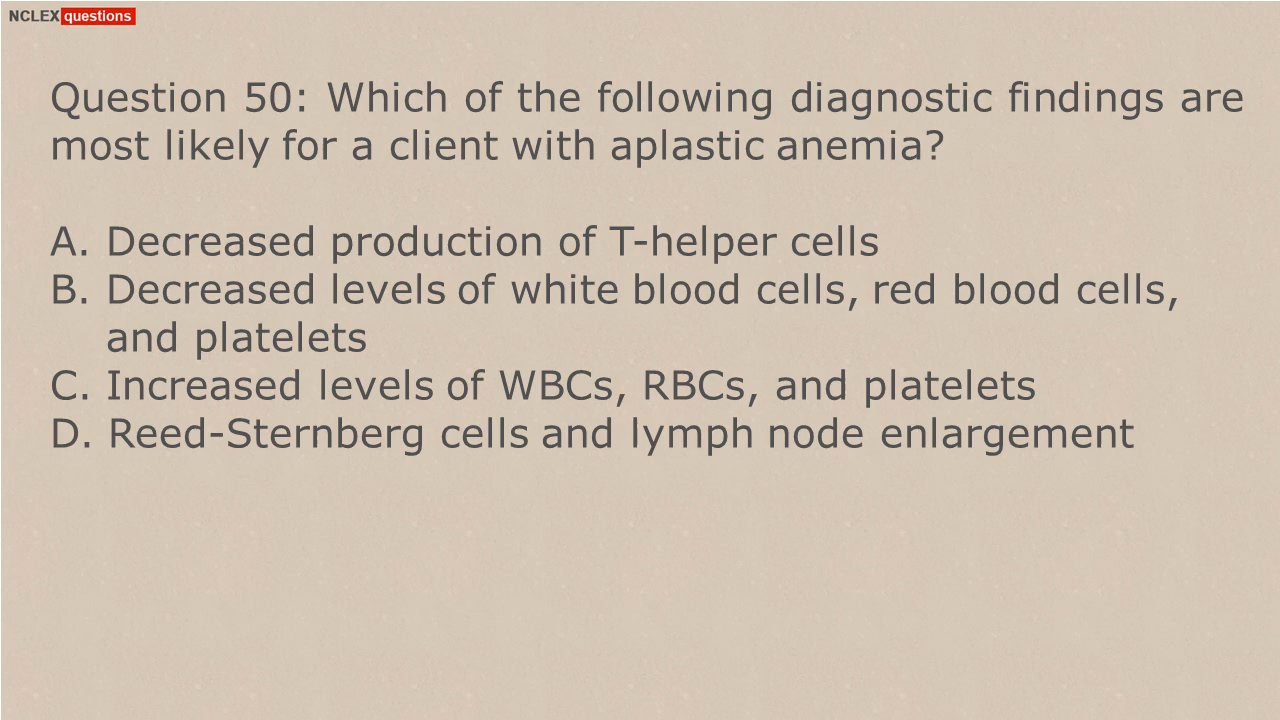 NCLEX questions
Question 50: Which of the following diagnostic findings are
most likely for a client with aplastic anemia?
A. Decreased production of T-helper cells
B. Decreased levels of white blood cells, red blood cells,
and platelets
C. Increased levels of WBCs, RBCs, and platelets
D. Reed-Sternberg cells and lymph node enlargement